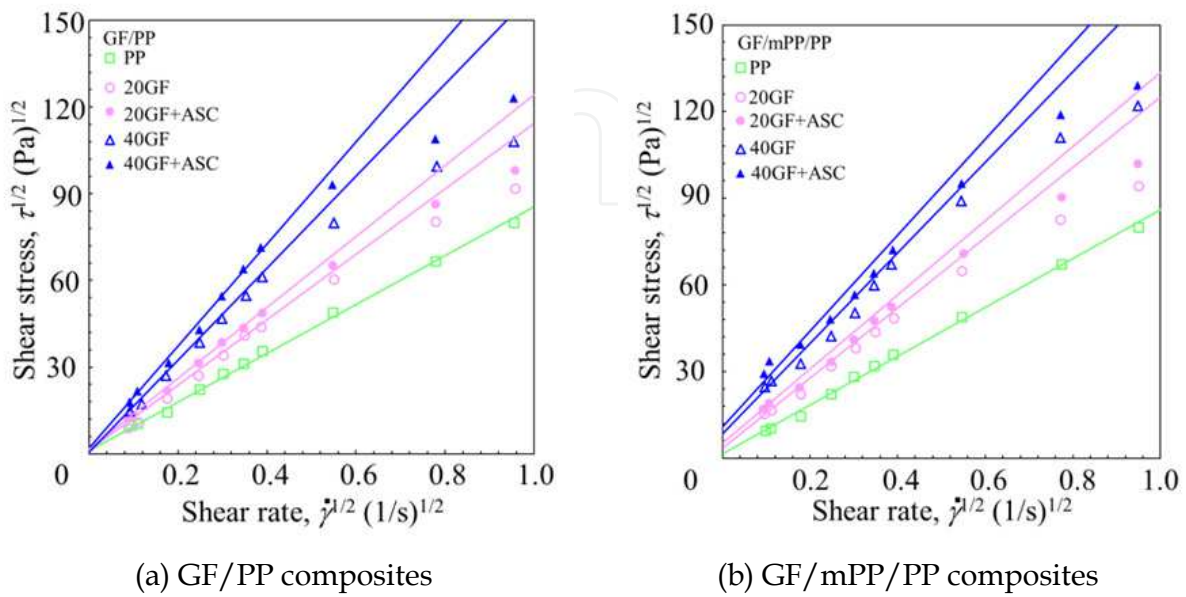 150
120
90
60
30
0
Shear stress, τ^1/2 (Pa)^1/2
GF/PP
PP
20GF
20GF+ASC
40GF
40GF+ASC
0.2 0.4 0.6 0.8 1.0
Shear rate, γ̇^1/2 (1/s)^1/2
(a) GF/PP composites
150
120
90
60
30
0
Shear stress, τ^1/2 (Pa)^1/2
GF/mPP/PP
PP
20GF
20GF+ASC
40GF
40GF+ASC
0.2 0.4 0.6 0.8 1.0
Shear rate, γ̇^1/2 (1/s)^1/2
(b) GF/mPP/PP composites